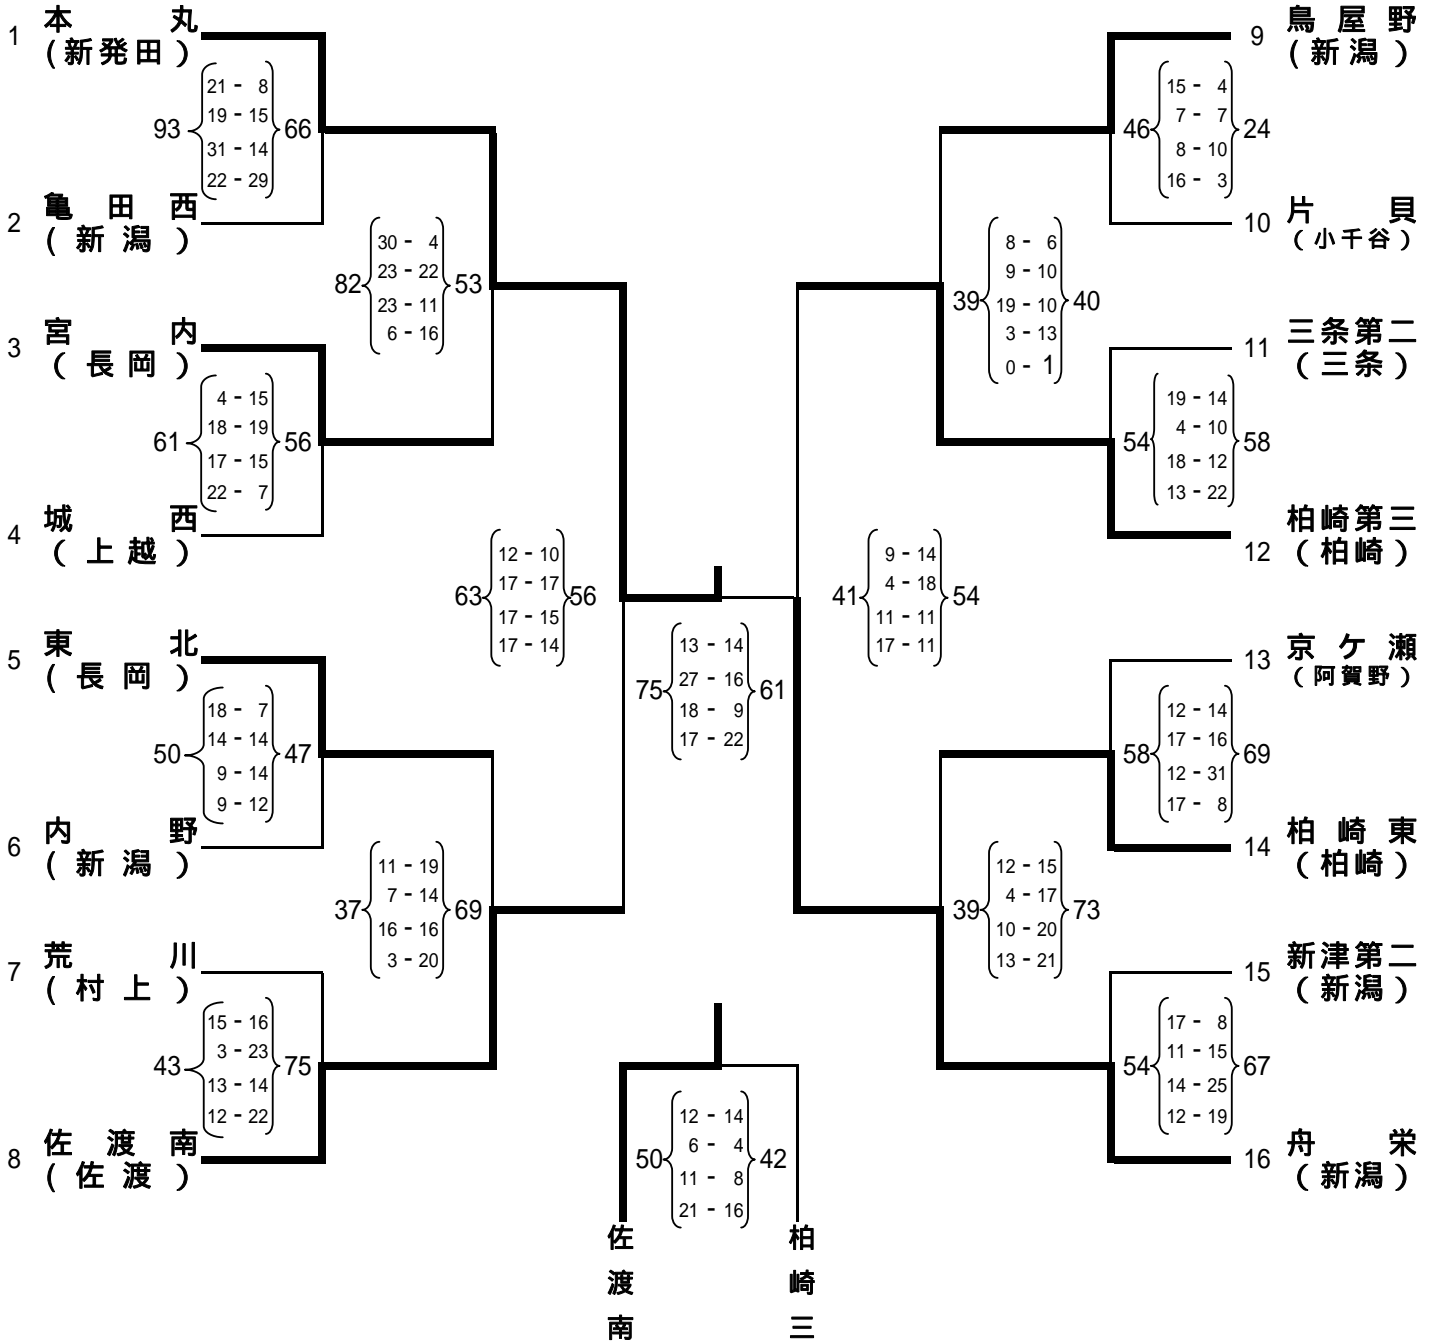 1 本丸
(新発田)
93 66
21 - 8
19 - 15
31 - 14
22 - 29
2 亀田西
(新潟)
82 53
30 - 4
23 - 22
23 - 11
6 - 16
3 宮内
(長岡)
61 56
4 - 15
18 - 19
17 - 15
22 - 7
4 城西
(上越)
63 56
12 - 10
17 - 17
17 - 15
17 - 14
5 東北
(長岡)
50 47
18 - 7
14 - 14
9 - 14
9 - 12
6 内野
(新潟)
37 69
11 - 19
7 - 14
16 - 16
3 - 20
7 荒川
(村上)
43 75
15 - 16
3 - 23
13 - 14
12 - 22
8 佐渡南
(佐渡)
75 61
13 - 14
27 - 16
18 - 9
17 - 22
50 42
12 - 14
6 - 4
11 - 8
21 - 16
佐渡南
柏崎三
9 鳥屋野
(新潟)
46 24
15 - 4
7 - 7
8 - 10
16 - 3
10 片貝
(小千谷)
39 40
8 - 6
9 - 10
19 - 10
3 - 13
0 - 1
11 三条第二
(三条)
54 58
19 - 14
4 - 10
18 - 12
13 - 22
12 柏崎第三
(柏崎)
41 54
9 - 14
4 - 18
11 - 11
17 - 11
13 京ケ瀬
(阿賀野)
58 69
12 - 14
17 - 16
12 - 31
17 - 8
14 柏崎東
(柏崎)
39 73
12 - 15
4 - 17
10 - 20
13 - 21
15 新津第二
(新潟)
54 67
17 - 8
11 - 15
14 - 25
12 - 19
16 舟栄
(新潟)